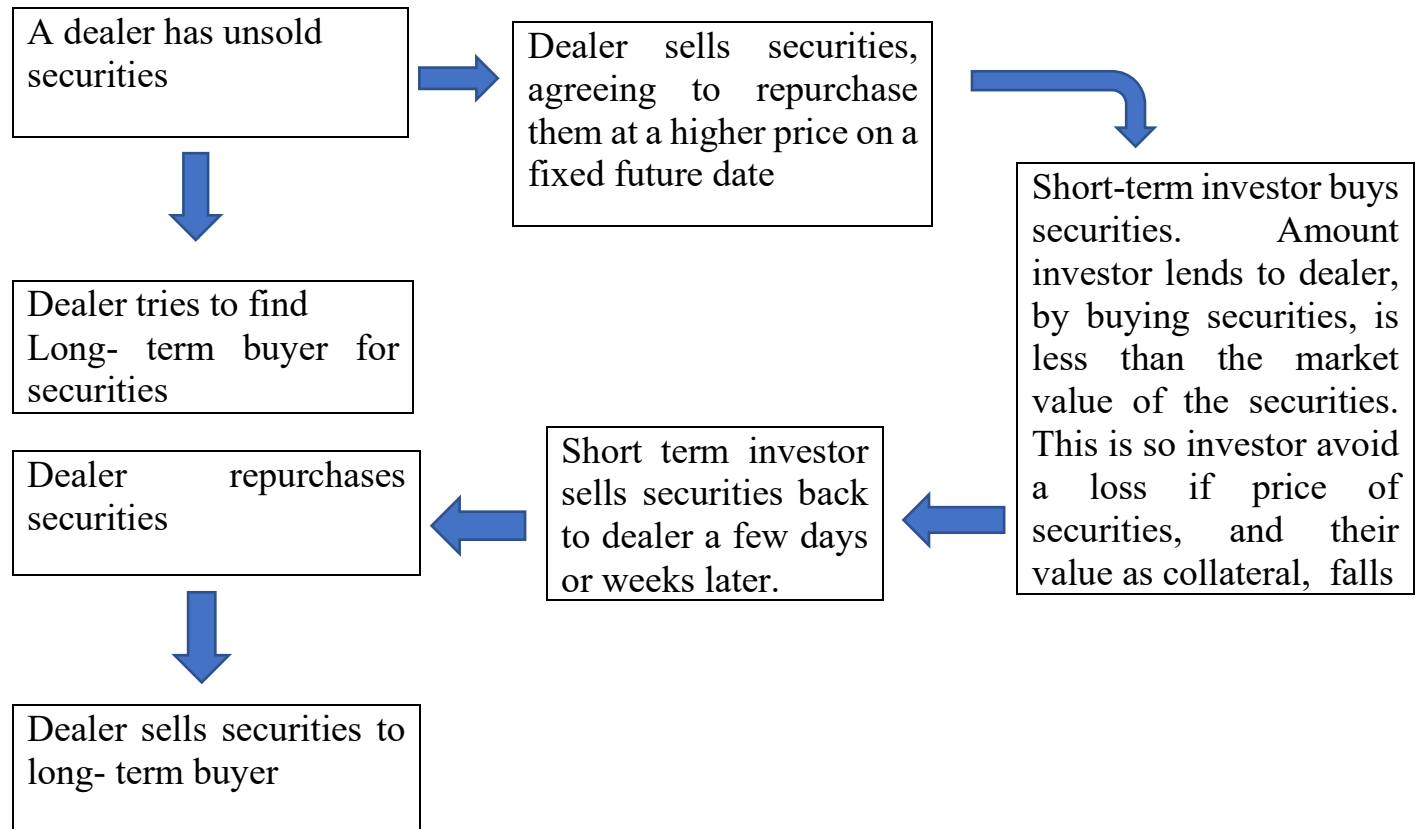 A dealer has unsold
securities
Dealer sells securities,
agreeing to repurchase
them at a higher price on a
fixed future date
Short-term investor buys
securities. Amount
investor lends to dealer,
by buying securities, is
less than the market
value of the securities.
This is so investor avoid
a loss if price of
securities, and their
value as collateral, falls
Dealer tries to find
Long- term buyer for
securities
Short term investor
sells securities back
to dealer a few days
or weeks later.
Dealer repurchases
securities
Dealer sells securities to
long- term buyer